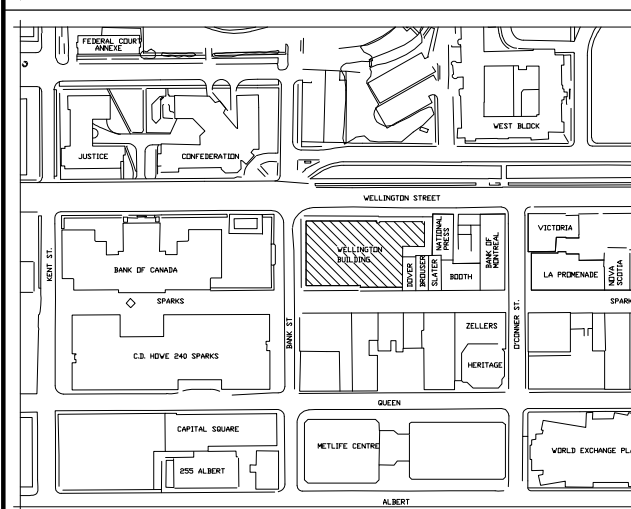 FEDERAL COURT
ANNEXE
WEST BLOCK
JUSTICE
CONFEDERATION
WELLINGTON STREET
KENT ST.
BANK OF CANADA
WELLINGTON
BUILDING
NATIONAL
PRESS
BANK OF
MONTREAL
VICTORIA
DOVER
BROUSER
SLATER
BOOTH
LA PROMENADE
NOVA
SCOTIA
SPARKS
SPARK
BANK ST
O'CONNER ST.
C.D. HOWE 240 SPARKS
ZELLERS
HERITAGE
QUEEN
CAPITAL SQUARE
METLIFE CENTRE
WORLD EXCHANGE PL
255 ALBERT
ALBERT